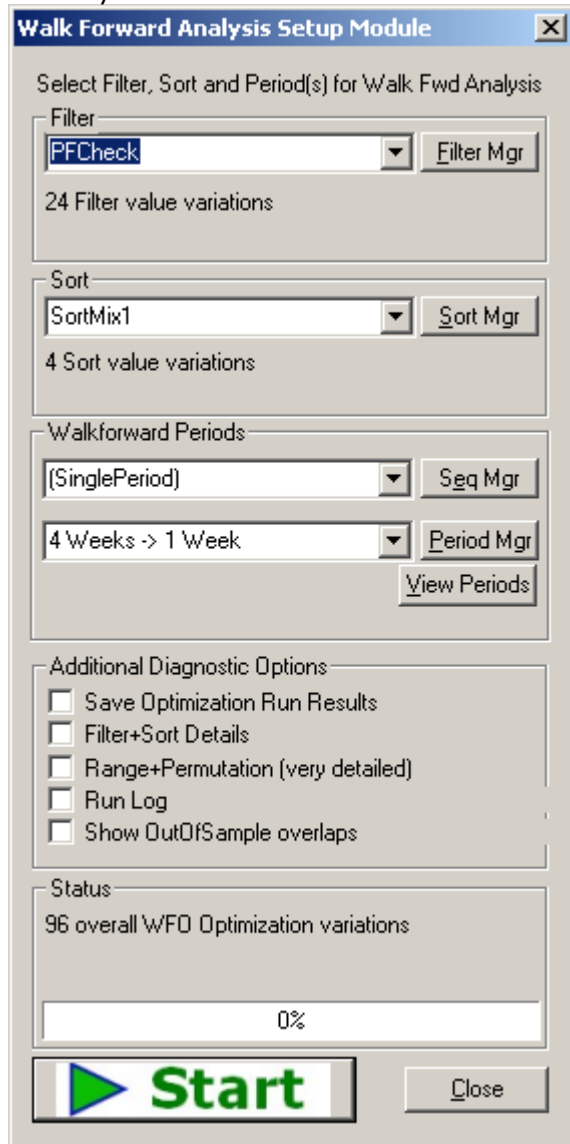 Walk Forward Analysis Setup Module
Select Filter, Sort and Period(s) for Walk Fwd Analysis
Filter
PFCheck Filter Mgr
24 Filter value variations
Sort
SortMix1 Sort Mgr
4 Sort value variations
Walkforward Periods
(SinglePeriod) Seq Mgr
4 Weeks -> 1 Week Period Mgr
View Periods
Additional Diagnostic Options
Save Optimization Run Results
Filter+Sort Details
Range+Permutation (very detailed)
Run Log
Show OutOfSample overlaps
Status
96 overall WFO Optimization variations
0%
Start Close